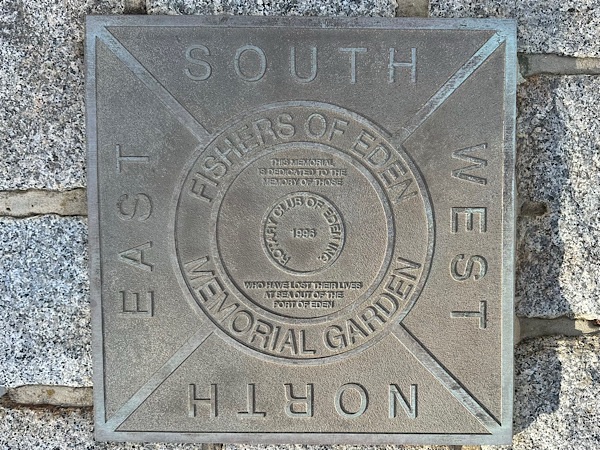 SOUTH
EAST
WEST
NORTH
FISHERS OF EDEN
THIS MEMORIAL
IS DEDICATED TO THE
MEMORY OF THOSE
ROTARY CLUB OF EDEN INC.
1996
WHO HAVE LOST THEIR LIVES
AT SEA OUT OF THE
PORT OF EDEN
MEMORIAL GARDEN